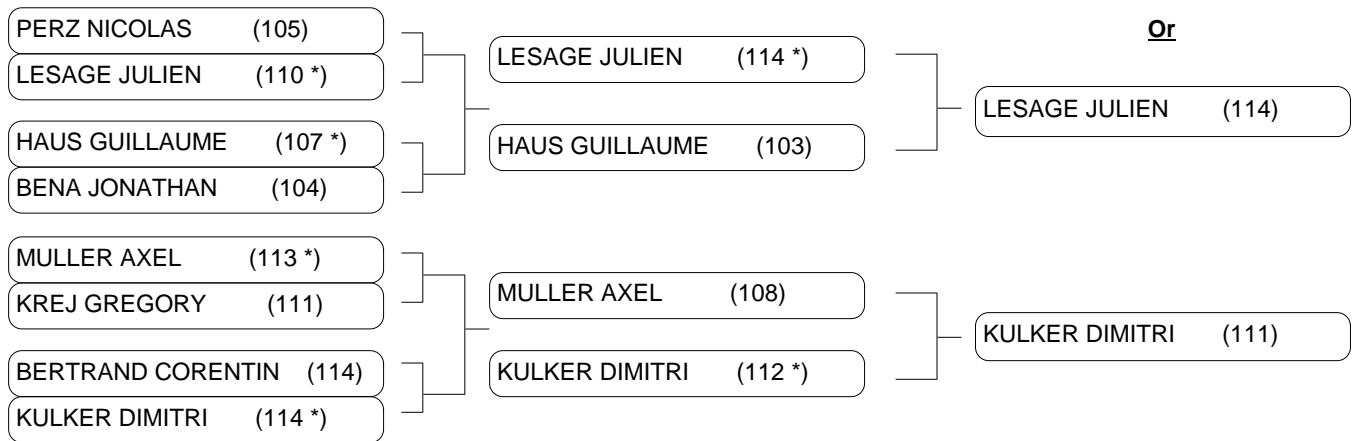 PERZ NICOLAS (105)
LESAGE JULIEN (110 *)
HAUS GUILLAUME (107 *)
BENA JONATHAN (104)
MULLER AXEL (113 *)
KREJ GREGORY (111)
BERTRAND CORENTIN (114)
KULKER DIMITRI (114 *)
LESAGE JULIEN (114 *)
HAUS GUILLAUME (103)
MULLER AXEL (108)
KULKER DIMITRI (112 *)
Or
LESAGE JULIEN (114)
KULKER DIMITRI (111)